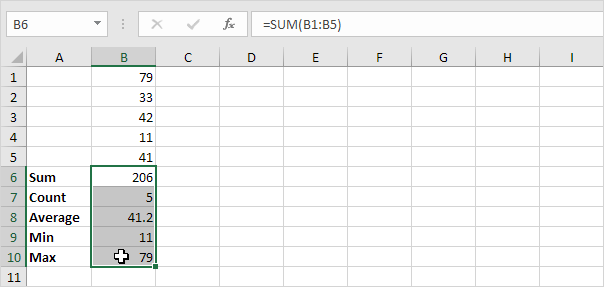 B6 fx =SUM(B1:B5)
A B C D E F G H I
1 79
2 33
3 42
4 11
5 41
6 Sum 206
7 Count 5
8 Average 41.2
9 Min 11
10 Max 79
11